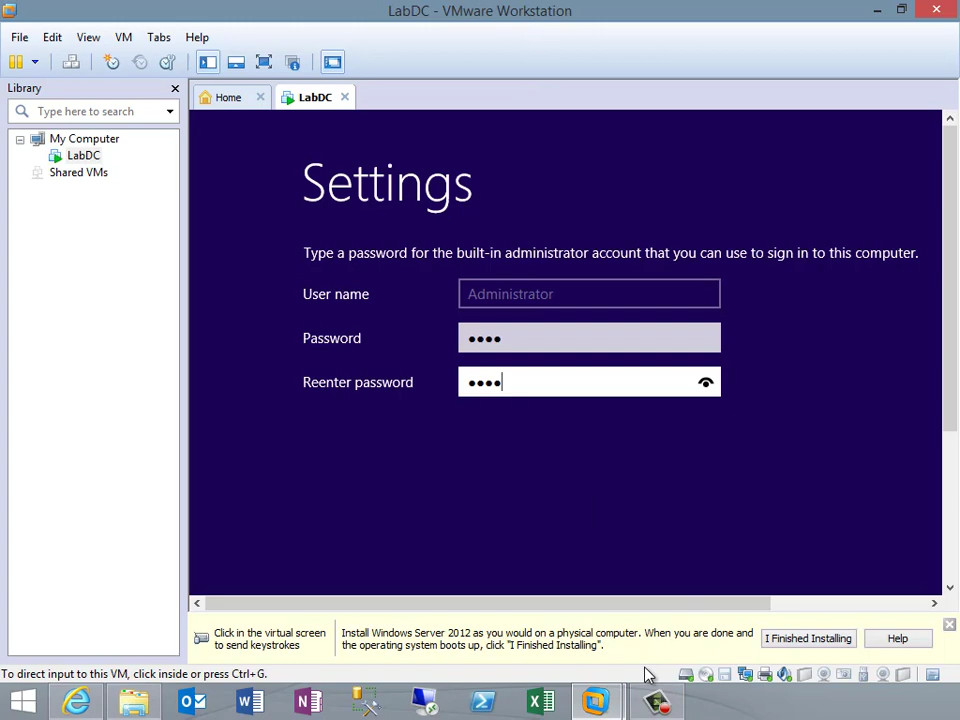 LabDC - VMware Workstation
File Edit View VM Tabs Help
Library
Type here to search
My Computer
LabDC
Shared VMs
Home
LabDC
Settings
Type a password for the built-in administrator account that you can use to sign in to this computer.
User name Administrator
Password ●●●●
Reenter password ●●●●
Click in the virtual screen
to send keystrokes
Install Windows Server 2012 as you would on a physical computer. When you are done and
the operating system boots up, click "I Finished Installing".
I Finished Installing
Help
To direct input to this VM, click inside or press Ctrl+G.